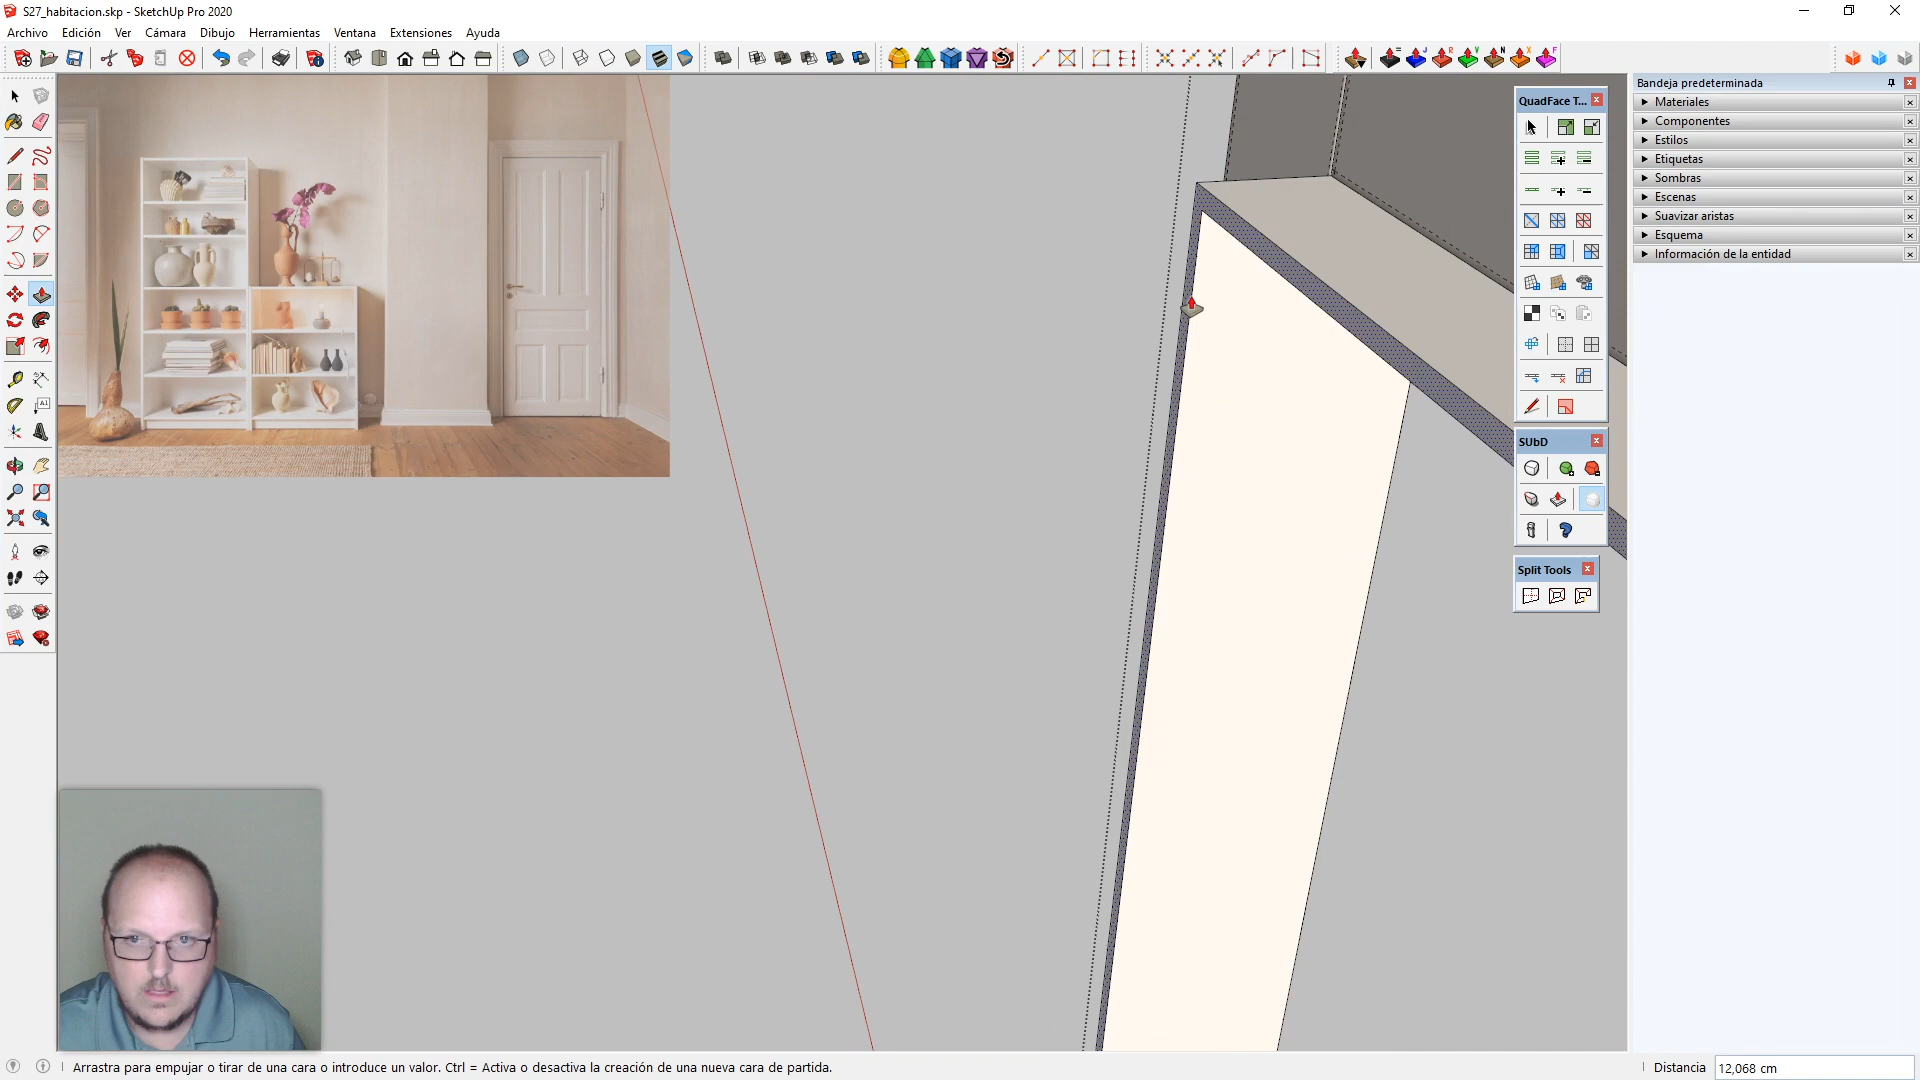 S27_habitacion.skp - SketchUp Pro 2020
Archivo Edición Ver Cámara Dibujo Herramientas Ventana Extensiones Ayuda
Bandeja predeterminada
Materiales
Componentes
Estilos
Etiquetas
Sombras
Escenas
Suavizar aristas
Esquema
Información de la entidad
QuadFace T...
SUbD
Split Tools
Arrastra para empujar o tirar de una cara o introduce un valor. Ctrl = Activa o desactiva la creación de una nueva cara de partida.
Distancia 12,068 cm